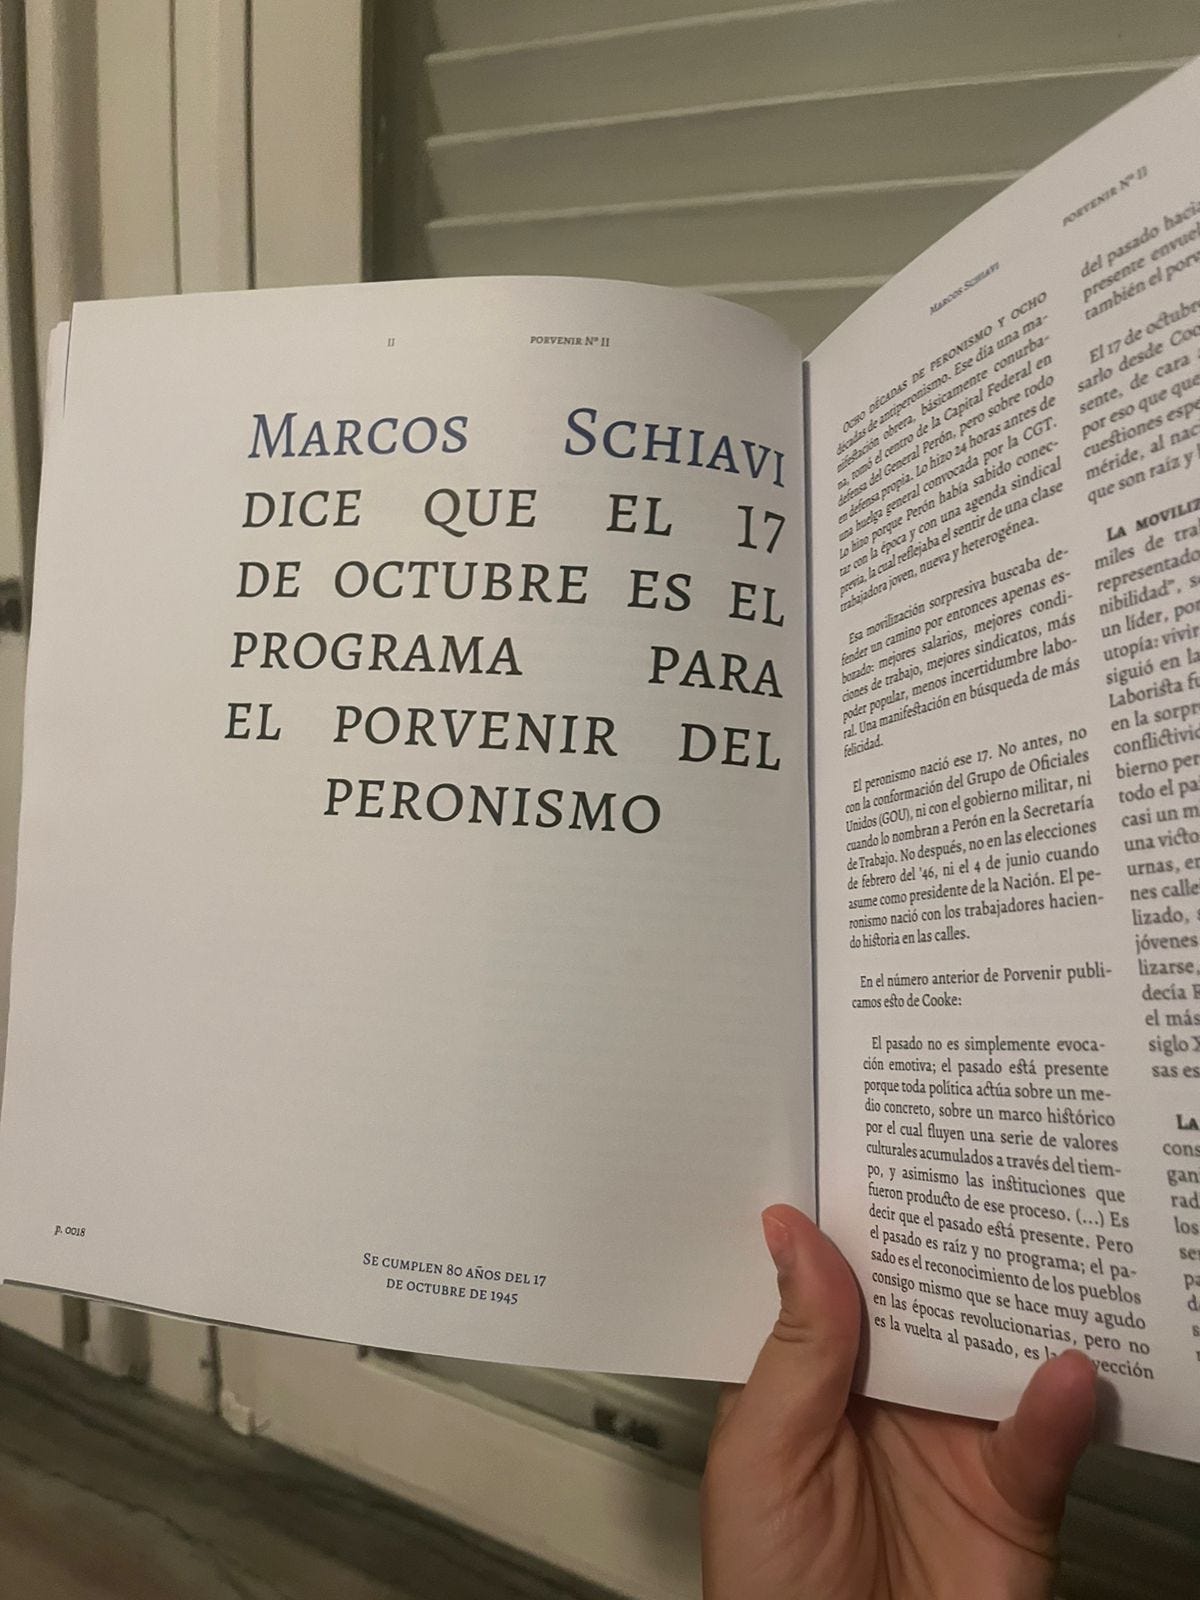 II
PORVENIR Nº II
MARCOS SCHIAVI
DICE QUE EL 17
DE OCTUBRE ES EL
PROGRAMA PARA
EL PORVENIR DEL
PERONISMO
p. 0018
SE CUMPLEN 80 AÑOS DEL 17
DE OCTUBRE DE 1945
MARCOS SCHIAVI
PORVENIR Nº II
OCHO DÉCADAS DE PERONISMO Y OCHO
décadas de antiperonismo. Ese día una ma-
nifestación obrera, básicamente conurba-
na, tomó el centro de la Capital Federal en
defensa del General Perón, pero sobre todo
en defensa propia. Lo hizo 24 horas antes de
una huelga general convocada por la CGT.
Lo hizo porque Perón había sabido conec-
tar con la época y con una agenda sindical
previa, la cual reflejaba el sentir de una clase
trabajadora joven, nueva y heterogénea.
Esa movilización sorpresiva buscaba de-
fender un camino por entonces apenas es-
bozado: mejores salarios, mejores condi-
ciones de trabajo, mejores sindicatos, más
poder popular, menos incertidumbre labo-
ral. Una manifestación en búsqueda de más
felicidad.
El peronismo nació ese 17. No antes, no
con la conformación del Grupo de Oficiales
Unidos (GOU), ni con el gobierno militar, ni
cuando lo nombran a Perón en la Secretaría
de Trabajo. No después, no en las elecciones
de febrero del '46, ni el 4 de junio cuando
asume como presidente de la Nación. El pe-
ronismo nació con los trabajadores hacien-
do historia en las calles.
En el número anterior de Porvenir publi-
camos esto de Cooke:
El pasado no es simplemente evoca-
ción emotiva; el pasado está presente
porque toda política actúa sobre un me-
dio concreto, sobre un marco histórico
por el cual fluyen una serie de valores
culturales acumulados a través del tiem-
po, y asimismo las instituciones que
fueron producto de ese proceso. (...) Es
decir que el pasado está presente. Pero
el pasado es raíz y no programa; el pa-
sado es el reconocimiento de los pueblos
consigo mismo que se hace muy agudo
en las épocas revolucionarias, pero no
es la vuelta al pasado, es la yección
del pasado hacia
presente
también el
El 17 de octubre
sarlo desde
sente, de cara
por eso que
cuestiones
méride, al
que son raíz y
LA
miles de
representado
nibilidad",
un líder,
utopía:
siguió en la
Laborista
en la
bierno
todo el
casi un
una
urnas,
nes
lizado,
jóvenes
lizarse,
decía
el más
siglo
sas es
LA
los